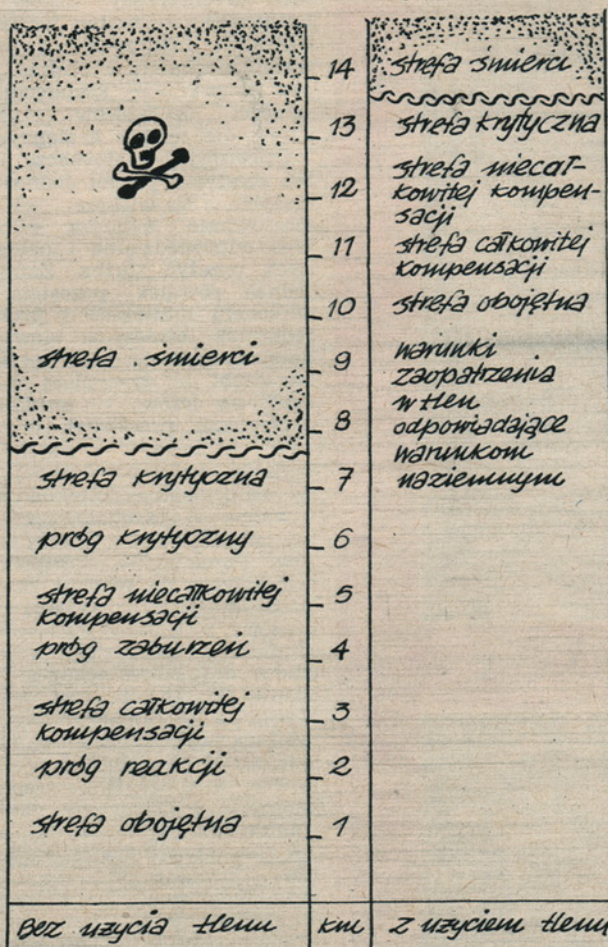 strefa śmierci
strefa krytyczna
próg krytyczny
strefa niecałkowitej
kompensacji
próg zaburzeń
strefa całkowitej
kompensacji
próg reakcji
strefa obojętna
Bez użycia tlenu
14
13
12
11
10
9
8
7
6
5
4
3
2
1
km
strefa śmierci
strefa krytyczna
strefa niecał-
kowitej kompen-
sacji
strefa całkowitej
kompensacji
strefa obojętna
warunki
zaopatrzenia
w tlen
odpowiadające
warunkom
naziemnym
z użyciem tlenu